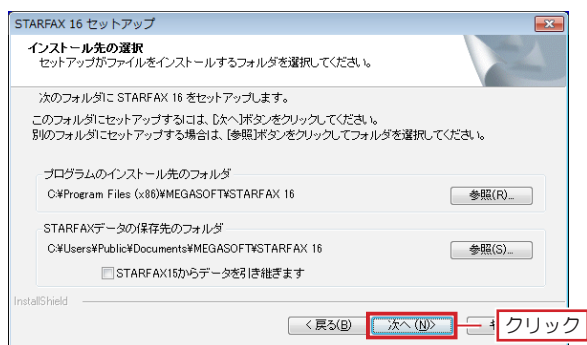 STARFAX 16 セットアップ
インストール先の選択
セットアップがファイルをインストールするフォルダを選択してください。
次のフォルダに STARFAX 16 をセットアップします。
このフォルダにセットアップするには、[次へ]ボタンをクリックしてください。
別のフォルダにセットアップする場合は、[参照]ボタンをクリックしてフォルダを選択してください。
プログラムのインストール先のフォルダ
C:¥Program Files (x86)¥MEGASOFT¥STARFAX 16
参照(R)...
STARFAXデータの保存先のフォルダ
C:¥Users¥Public¥Documents¥MEGASOFT¥STARFAX 16
参照(S)...
STARFAX15からデータを引き継ぎます
InstallShield
< 戻る(B)
次へ (N)>
クリック